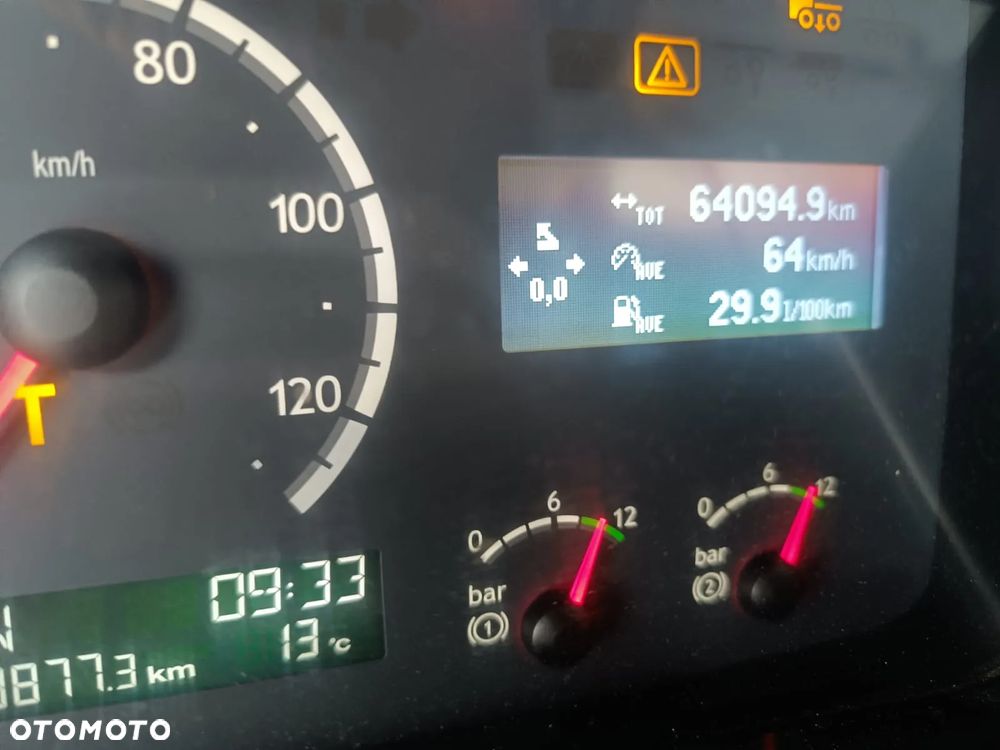 80
km/h
100
120
T
TOT 64094.9km
AVE 64km/h
0,0
AVE 29.9l/100km
0 6 12
bar
1
0 6 12
bar
2
09:33
13 °C
877.3 km
OTOMOTO